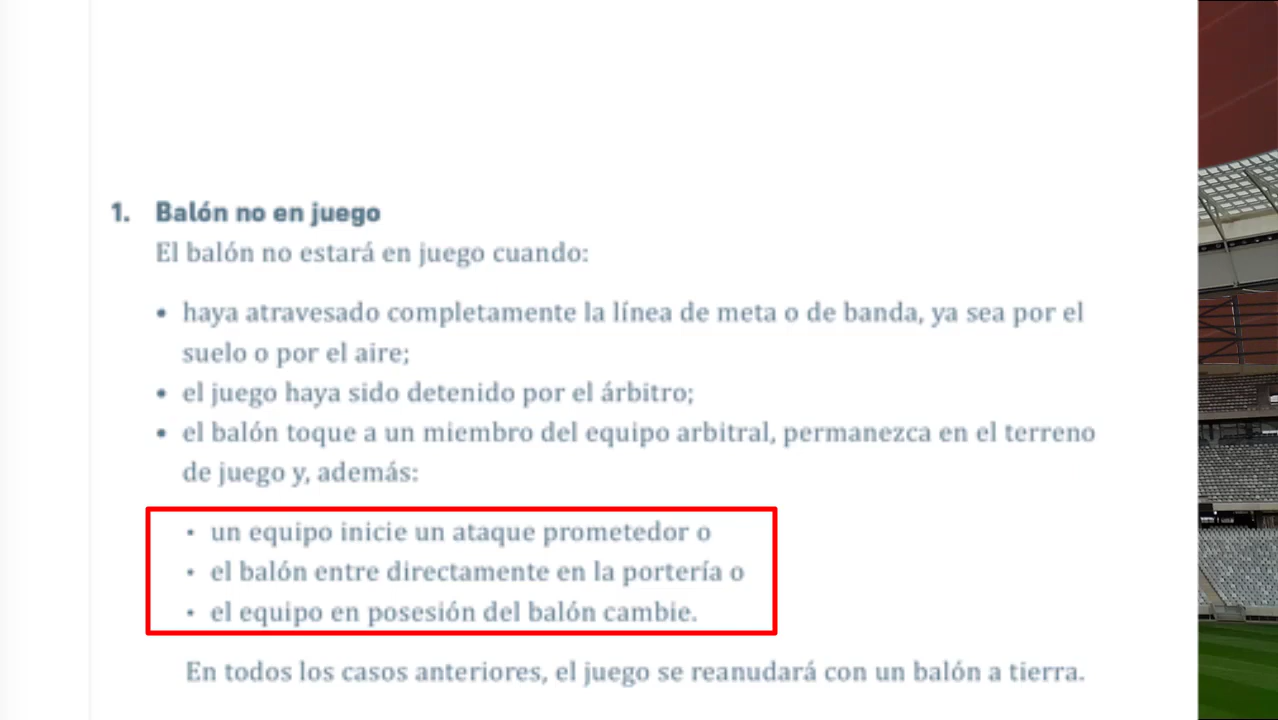 1. Balón no en juego
El balón no estará en juego cuando:
• haya atravesado completamente la línea de meta o de banda, ya sea por el
suelo o por el aire;
• el juego haya sido detenido por el árbitro;
• el balón toque a un miembro del equipo arbitral, permanezca en el terreno
de juego y, además:
• un equipo inicie un ataque prometedor o
• el balón entre directamente en la portería o
• el equipo en posesión del balón cambie.
En todos los casos anteriores, el juego se reanudará con un balón a tierra.